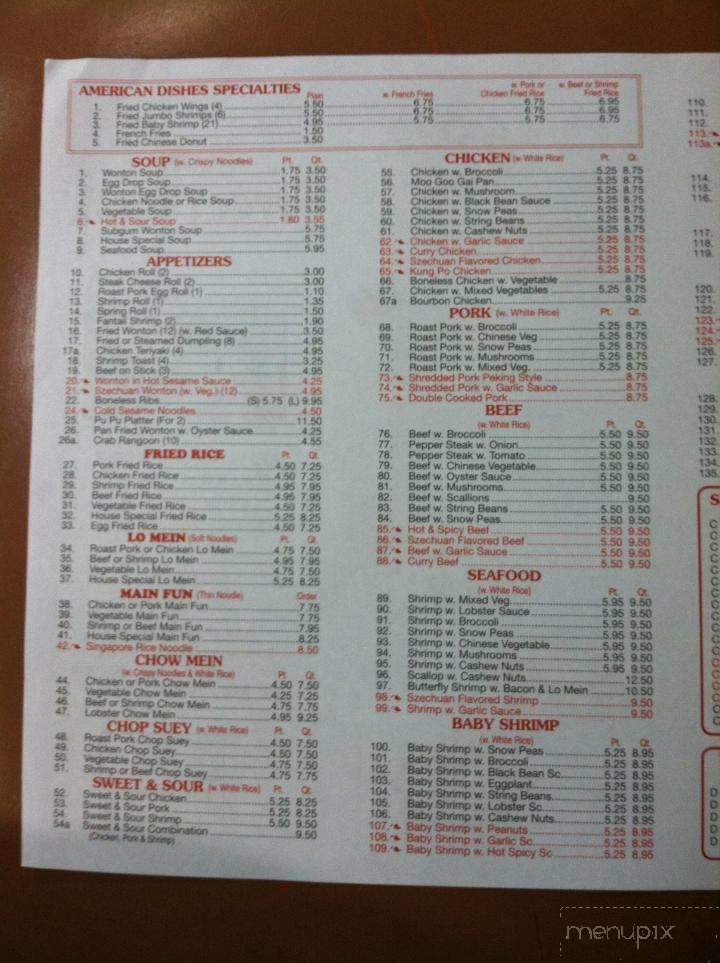 AMERICAN DISHES SPECIALTIES
Plain w. French Fries w. Pork or Chicken Fried Rice w. Beef or Shrimp Fried Rice
1. Fried Chicken Wings (4) 5.50 6.75 6.75 6.95
2. Fried Jumbo Shrimps (6) 5.50 6.75 6.75 6.95
3. Fried Baby Shrimp (21) 4.95 5.75 5.75 6.75
4. French Fries 1.50
5. Fried Chinese Donut 3.50
SOUP (w. Crispy Noodles) Pt. Qt.
1. Wonton Soup 1.75 3.50
2. Egg Drop Soup 1.75 3.50
3. Wonton Egg Drop Soup 1.75 3.50
4. Chicken Noodle or Rice Soup 1.75 3.50
5. Vegetable Soup 1.75 3.50
6. Hot & Sour Soup 1.80 3.55
7. Subgum Wonton Soup 5.75
8. House Special Soup 5.75
9. Seafood Soup 5.95
APPETIZERS
10. Chicken Roll (2) 3.00
11. Steak Cheese Roll (2) 3.00
12. Roast Pork Egg Roll (1) 1.10
13. Shrimp Roll (1) 1.35
14. Spring Roll (1) 1.50
15. Fantail Shrimp (2) 1.90
16. Fried Wonton (12) (w. Red Sauce) 3.50
17. Fried or Steamed Dumpling (8) 4.95
17a. Chicken Teriyaki (4) 4.95
18. Shrimp Toast (4) 3.25
19. Beef on Stick (3) 4.95
20. Wonton in Hot Sesame Sauce 4.25
21. Szechuan Wonton (w. Veg.) (12) 4.95
22. Boneless Ribs (S) 5.75 (L) 9.95
24. Cold Sesame Noodles 4.50
25. Pu Pu Platter (For 2) 11.50
26. Pan Fried Wonton w. Oyster Sauce 4.25
26a. Crab Rangoon (10) 4.55
FRIED RICE Pt. Qt.
27. Pork Fried Rice 4.50 7.25
28. Chicken Fried Rice 4.50 7.25
29. Shrimp Fried Rice 4.95 7.95
30. Beef Fried Rice 4.95 7.95
31. Vegetable Fried Rice 4.50 7.25
32. House Special Fried Rice 5.25 8.25
33. Egg Fried Rice 4.50 7.25
LO MEIN (Soft Noodles) Pt. Qt.
34. Roast Pork or Chicken Lo Mein 4.75 7.50
35. Beef or Shrimp Lo Mein 4.95 7.95
36. Vegetable Lo Mein 4.75 7.50
37. House Special Lo Mein 5.25 8.25
MAIN FUN (Thin Noodle) Order
38. Chicken or Pork Main Fun 7.75
39. Vegetable Main Fun 7.75
40. Shrimp or Beef Main Fun 7.95
41. House Special Main Fun 8.25
42. Singapore Rice Noodle 8.50
CHOW MEIN
(w. Crispy Noodles & White Rice) Pt. Qt.
44. Chicken or Pork Chow Mein 4.50 7.50
45. Vegetable Chow Mein 4.25 7.25
46. Beef or Shrimp Chow Mein 4.75 7.75
47. Lobster Chow Mein 4.95 9.25
CHOP SUEY (w. White Rice) Pt. Qt.
48. Roast Pork Chop Suey 4.50 7.50
49. Chicken Chop Suey 4.50 7.50
50. Vegetable Chop Suey 4.75 7.50
51. Shrimp or Beef Chop Suey 4.75 7.75
SWEET & SOUR (w. White Rice) Pt. Qt.
52. Sweet & Sour Chicken 5.25 8.25
53. Sweet & Sour Pork 5.25 8.25
54. Sweet & Sour Shrimp 5.50 9.50
54a Sweet & Sour Combination 9.50
(Chicken, Pork & Shrimp)
CHICKEN (w. White Rice) Pt. Qt.
55. Chicken w. Broccoli 5.25 8.75
56. Moo Goo Gai Pan 5.25 8.75
57. Chicken w. Mushroom 5.25 8.75
58. Chicken w. Black Bean Sauce 5.25 8.75
59. Chicken w. Snow Peas 5.25 8.75
60. Chicken w. String Beans 5.25 8.75
61. Chicken w. Cashew Nuts 5.25 8.75
62. Chicken w. Garlic Sauce 5.25 8.75
63. Curry Chicken 5.25 8.75
64. Szechuan Flavored Chicken 5.25 8.75
65. Kung Po Chicken 5.25 8.75
66. Boneless Chicken w. Vegetable 8.75
67. Chicken w. Mixed Vegetables 5.25 8.75
67a Bourbon Chicken 9.25
PORK (w. White Rice) Pt. Qt.
68. Roast Pork w. Broccoli 5.25 8.75
69. Roast Pork w. Chinese Veg 5.25 8.75
70. Roast Pork w. Snow Peas 5.25 8.75
71. Roast Pork w. Mushrooms 5.25 8.75
72. Roast Pork w. Mixed Veg. 5.25 8.75
73. Shredded Pork Peking Style 8.75
74. Shredded Pork w. Garlic Sauce 8.75
75. Double Cooked Pork 8.75
BEEF
(w. White Rice) Pt. Qt.
76. Beef w. Broccoli 5.50 9.50
77. Pepper Steak w. Onion 5.50 9.50
78. Pepper Steak w. Tomato 5.50 9.50
79. Beef w. Chinese Vegetable 5.50 9.50
80. Beef w. Oyster Sauce 5.50 9.50
81. Beef w. Mushrooms 5.50 9.50
82. Beef w. Scallions 9.50
83. Beef w. String Beans 5.50 9.50
84. Beef w. Snow Peas 5.50 9.50
85. Hot & Spicy Beef 5.50 9.50
86. Szechuan Flavored Beef 5.50 9.50
87. Beef w. Garlic Sauce 5.50 9.50
88. Curry Beef 5.50 9.50
SEAFOOD
(w. White Rice) Pt. Qt.
89. Shrimp w. Mixed Veg 5.95 9.50
90. Shrimp w. Lobster Sauce 5.95 9.50
91. Shrimp w. Broccoli 5.95 9.50
92. Shrimp w. Snow Peas 5.95 9.50
93. Shrimp w. Chinese Vegetable 5.95 9.50
94. Shrimp w. Mushrooms 5.95 9.50
95. Shrimp w. Cashew Nuts 5.95 9.50
96. Scallop w. Cashew Nuts 12.50
97. Butterfly Shrimp w. Bacon & Lo Mein 10.50
98. Szechuan Flavored Shrimp 9.50
99. Shrimp w. Garlic Sauce 9.50
BABY SHRIMP
(w. White Rice) Pt. Qt.
100. Baby Shrimp w. Snow Peas 5.25 8.95
101. Baby Shrimp w. Broccoli 5.25 8.95
102. Baby Shrimp w. Black Bean Sc 5.25 8.95
103. Baby Shrimp w. Eggplant 5.25 8.95
104. Baby Shrimp w. String Beans 5.25 8.95
105. Baby Shrimp w. Lobster Sc 5.25 8.95
106. Baby Shrimp w. Cashew Nuts 5.25 8.95
107. Baby Shrimp w. Peanuts 5.25 8.95
108. Baby Shrimp w. Garlic Sc 5.25 8.95
109. Baby Shrimp w. Hot Spicy Sc 5.25 8.95
110.
111.
112.
113.
113a.
114.
115.
116.
117.
118.
119.
120.
121.
122.
123.
124.
125.
126.
127.
128.
129.
130.
131.
132.
133.
134.
135.
menupix